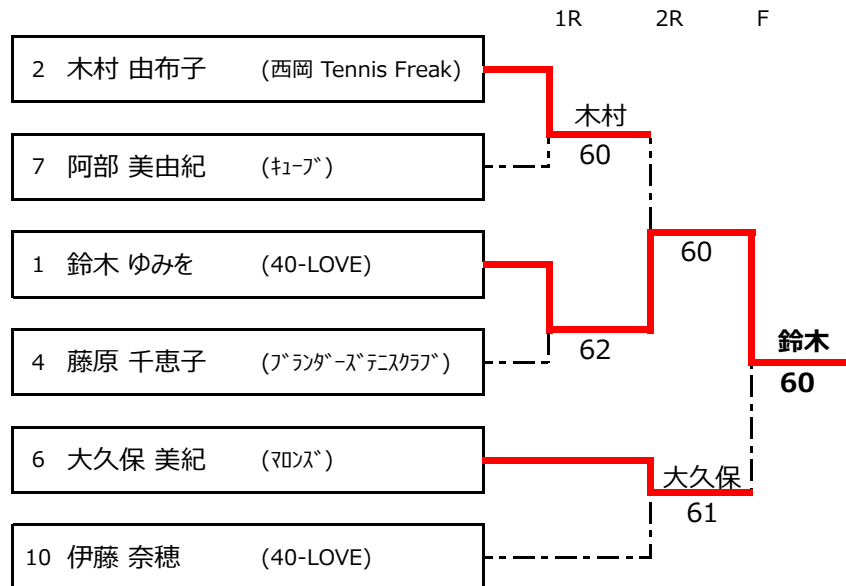 1R 2R F
2 木村 由布子 (西岡 Tennis Freak)
木村
60
7 阿部 美由紀 (ｷｭｰﾌﾞ)
60
1 鈴木 ゆみを (40-LOVE)
62
4 藤原 千恵子 (ﾌﾞﾗﾝﾀﾞｰｽﾞﾃﾆｽｸﾗﾌﾞ)
鈴木
60
6 大久保 美紀 (ﾏﾛﾝｽﾞ)
大久保
61
10 伊藤 奈穂 (40-LOVE)